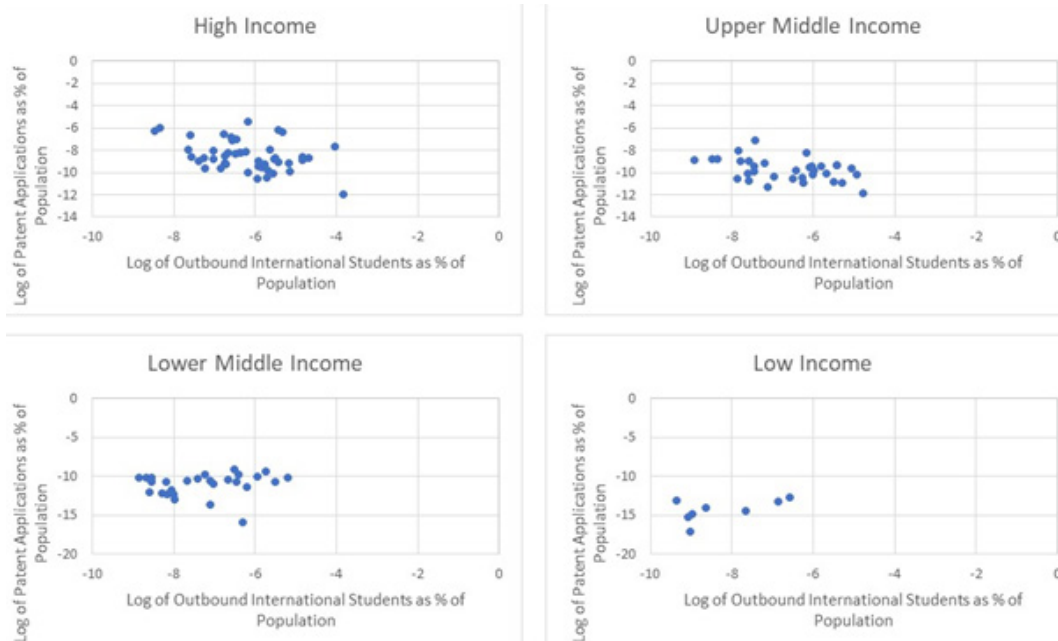 High Income
Log of Patent Applications as % of
Population
0
-2
-4
-6
-8
-10
-12
-14
-10
-8
-6
-4
-2
0
Log of Outbound International Students as % of
Population
Upper Middle Income
Log of Patent Applications as % of
Population
0
-2
-4
-6
-8
-10
-12
-14
-10
-8
-6
-4
-2
0
Log of Outbound International Students as % of
Population
Lower Middle Income
Log of Patent Applications as % of
Population
0
-5
-10
-15
-20
-10
-8
-6
-4
-2
0
Log of Outbound International Students as % of
Population
Low Income
Log of Patent Applications as % of
Population
0
-5
-10
-15
-20
-10
-8
-6
-4
-2
0
Log of Outbound International Students as % of
Population